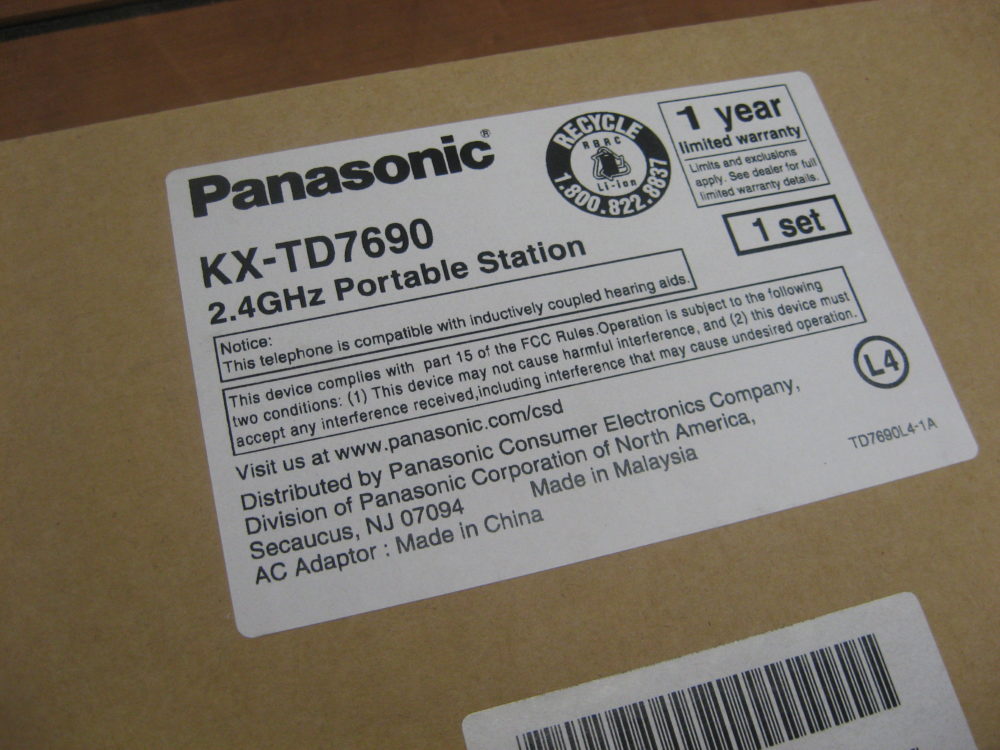 Panasonic®
RECYCLE
RBRC
Li-ion
1.800.822.8837
1 year
limited warranty
Limits and exclusions
apply. See dealer for full
limited warranty details.
1 set
KX-TD7690
2.4GHz Portable Station
Notice:
This telephone is compatible with inductively coupled hearing aids.
This device complies with part 15 of the FCC Rules.Operation is subject to the following
two conditions: (1) This device may not cause harmful interference, and (2) this device must
accept any interference received,including interference that may cause undesired operation.
L4
Visit us at www.panasonic.com/csd
Distributed by Panasonic Consumer Electronics Company,
Division of Panasonic Corporation of North America,
Secaucus, NJ 07094 Made in Malaysia
AC Adaptor : Made in China
TD7690L4-1A